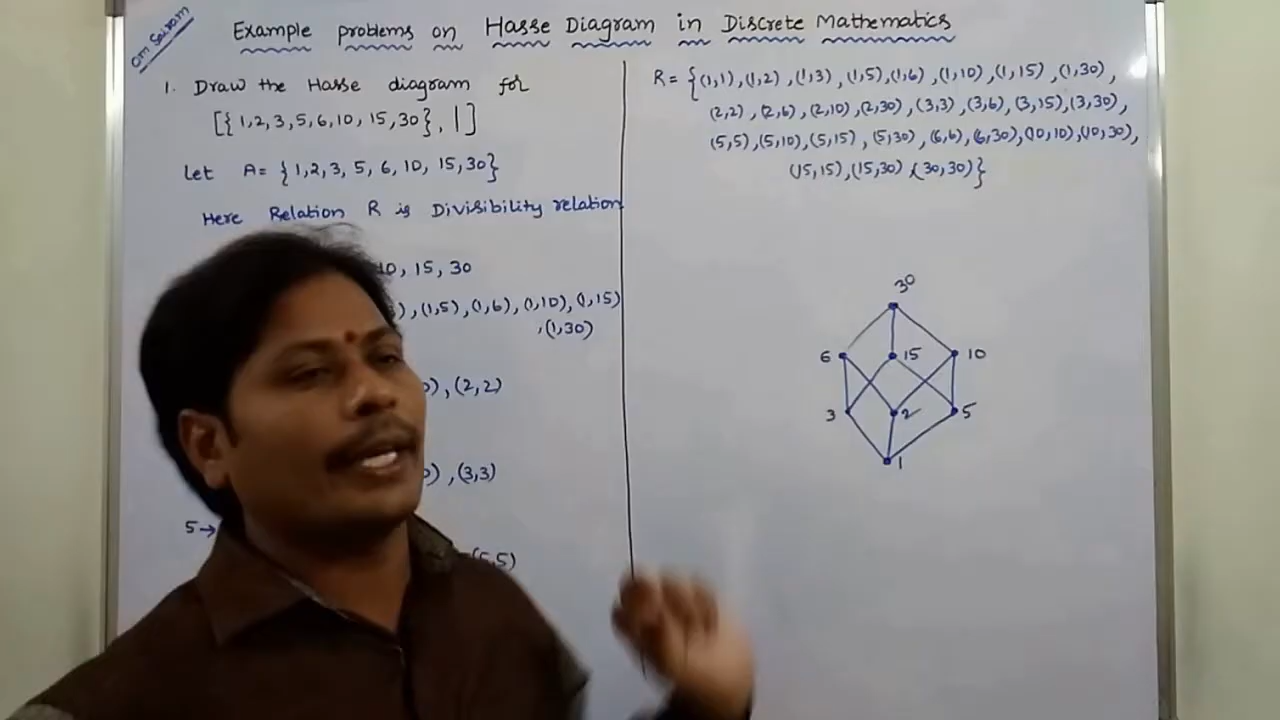 Om Sairam
Example problems on Hasse Diagram in Discrete Mathematics
1. Draw the Hasse diagram for
[{1,2,3,5,6,10, 15,30}, |]
Let A= {1,2,3, 5, 6, 10, 15,30}
Here Relation R is Divisibility relation
10, 15, 30
),(1,5),(1,6),(1,10),(1,15)
,(1,30)
),(2,2)
),(3,3)
5→
(5,5)
R= {(1,1),(1,2),(1,3),(1,5),(1,6),(1,10),(1,15),(1,30),
(2,2),(2,6),(2,10),(2,30),(3,3),(3,6),(3,15),(3,30),
(5,5),(5,10),(5,15),(5,30),(6,6),(6,30),(10,10),(10,30),
(15,15),(15,30),(30,30)}
30
6 15 10
3 2 5
1